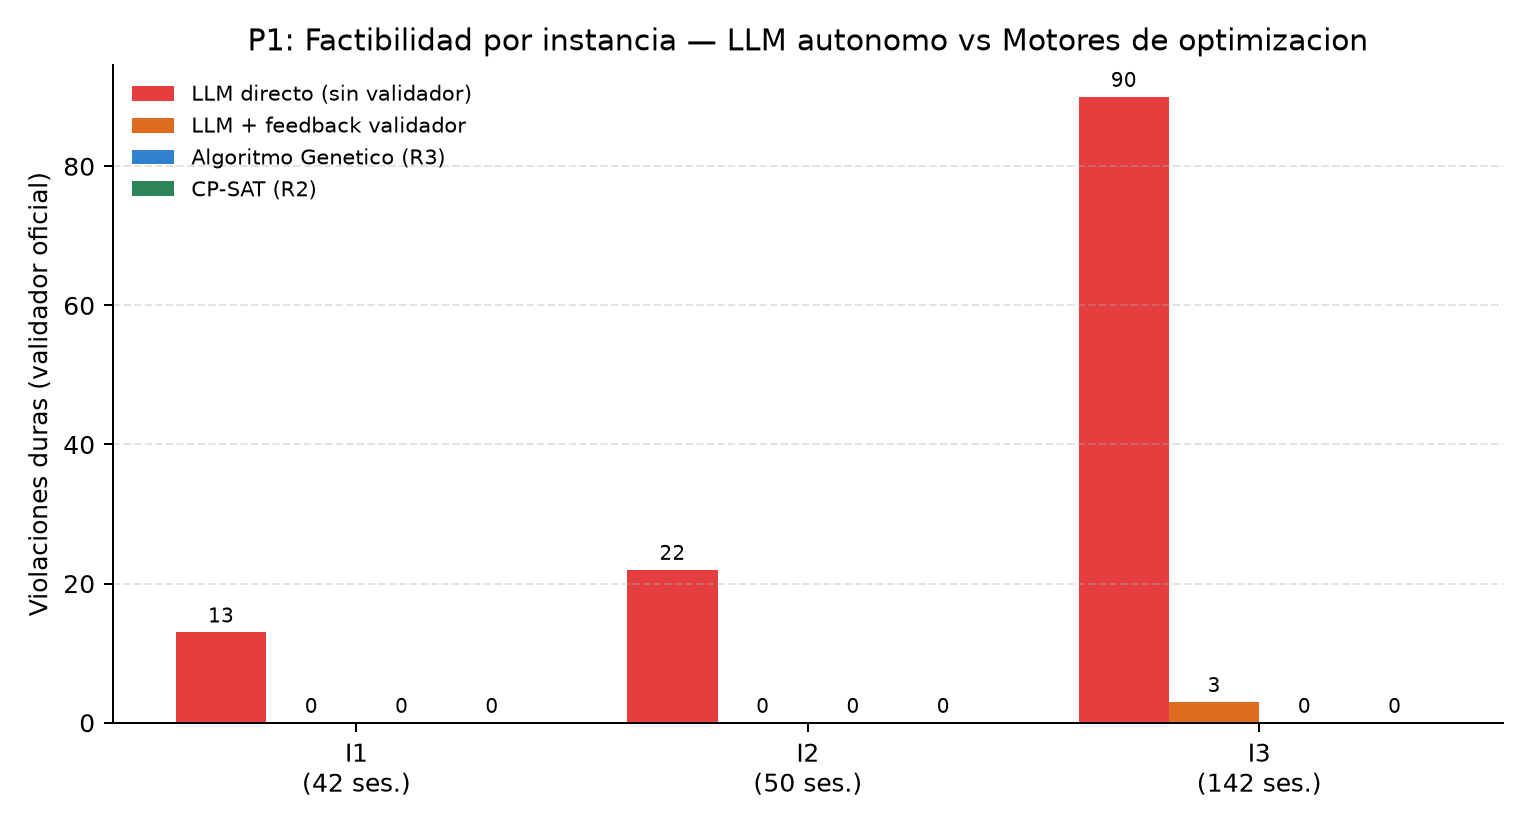 P1: Factibilidad por instancia — LLM autonomo vs Motores de optimizacion
LLM directo (sin validador)
LLM + feedback validador
Algoritmo Genetico (R3)
CP-SAT (R2)
Violaciones duras (validador oficial)
80
60
40
20
0
13
0
0
0
22
0
0
0
90
3
0
0
I1
(42 ses.)
I2
(50 ses.)
I3
(142 ses.)